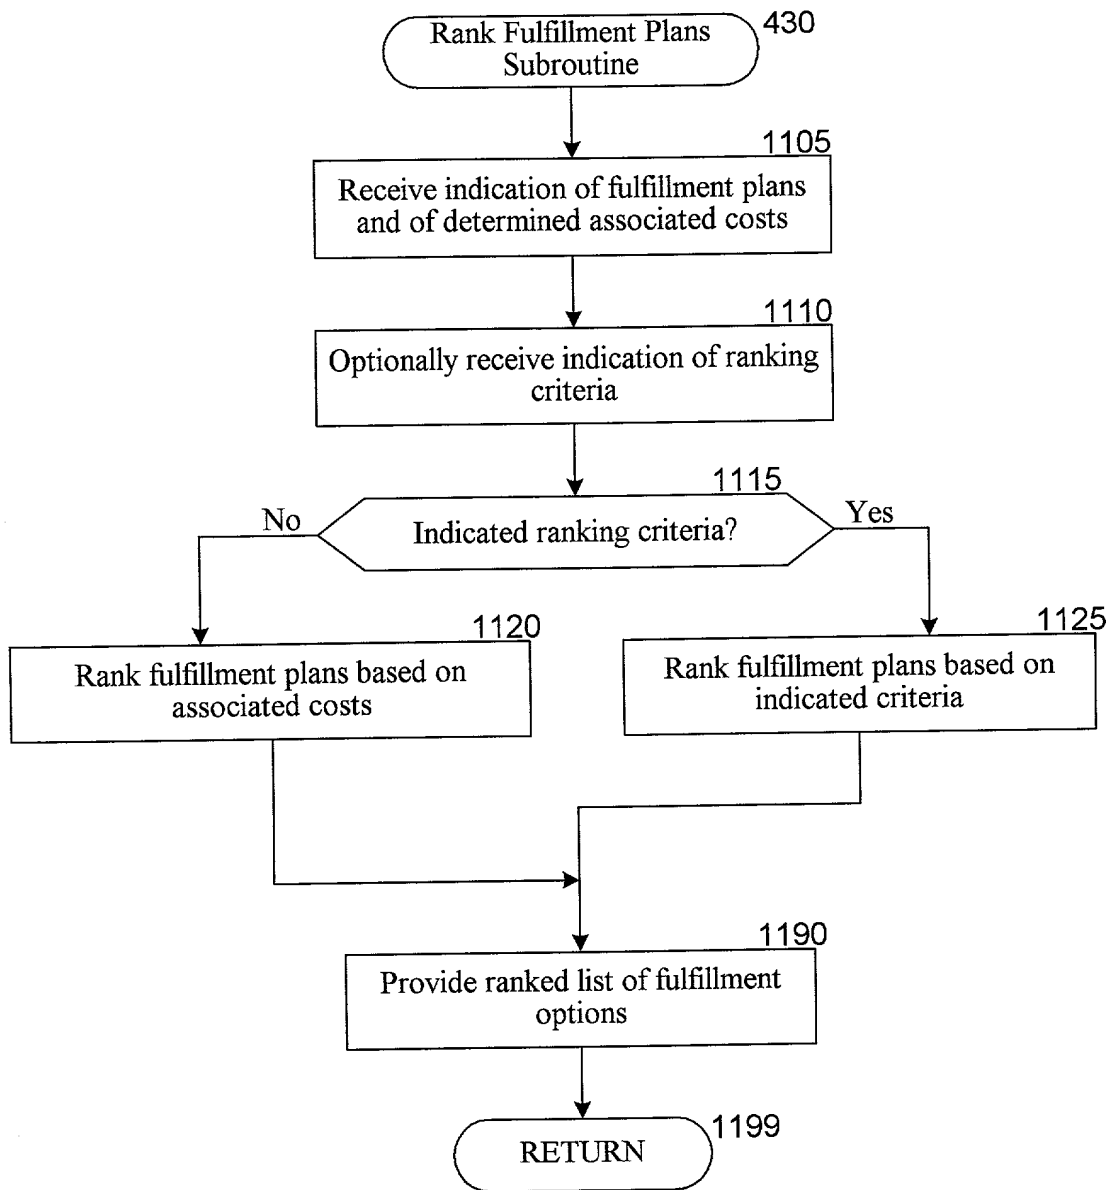 430
Rank Fulfillment Plans
Subroutine
1105
Receive indication of fulfillment plans
and of determined associated costs
1110
Optionally receive indication of ranking
criteria
1115
No
Indicated ranking criteria?
Yes
1120
Rank fulfillment plans based on
associated costs
1125
Rank fulfillment plans based on
indicated criteria
1190
Provide ranked list of fulfillment
options
1199
RETURN